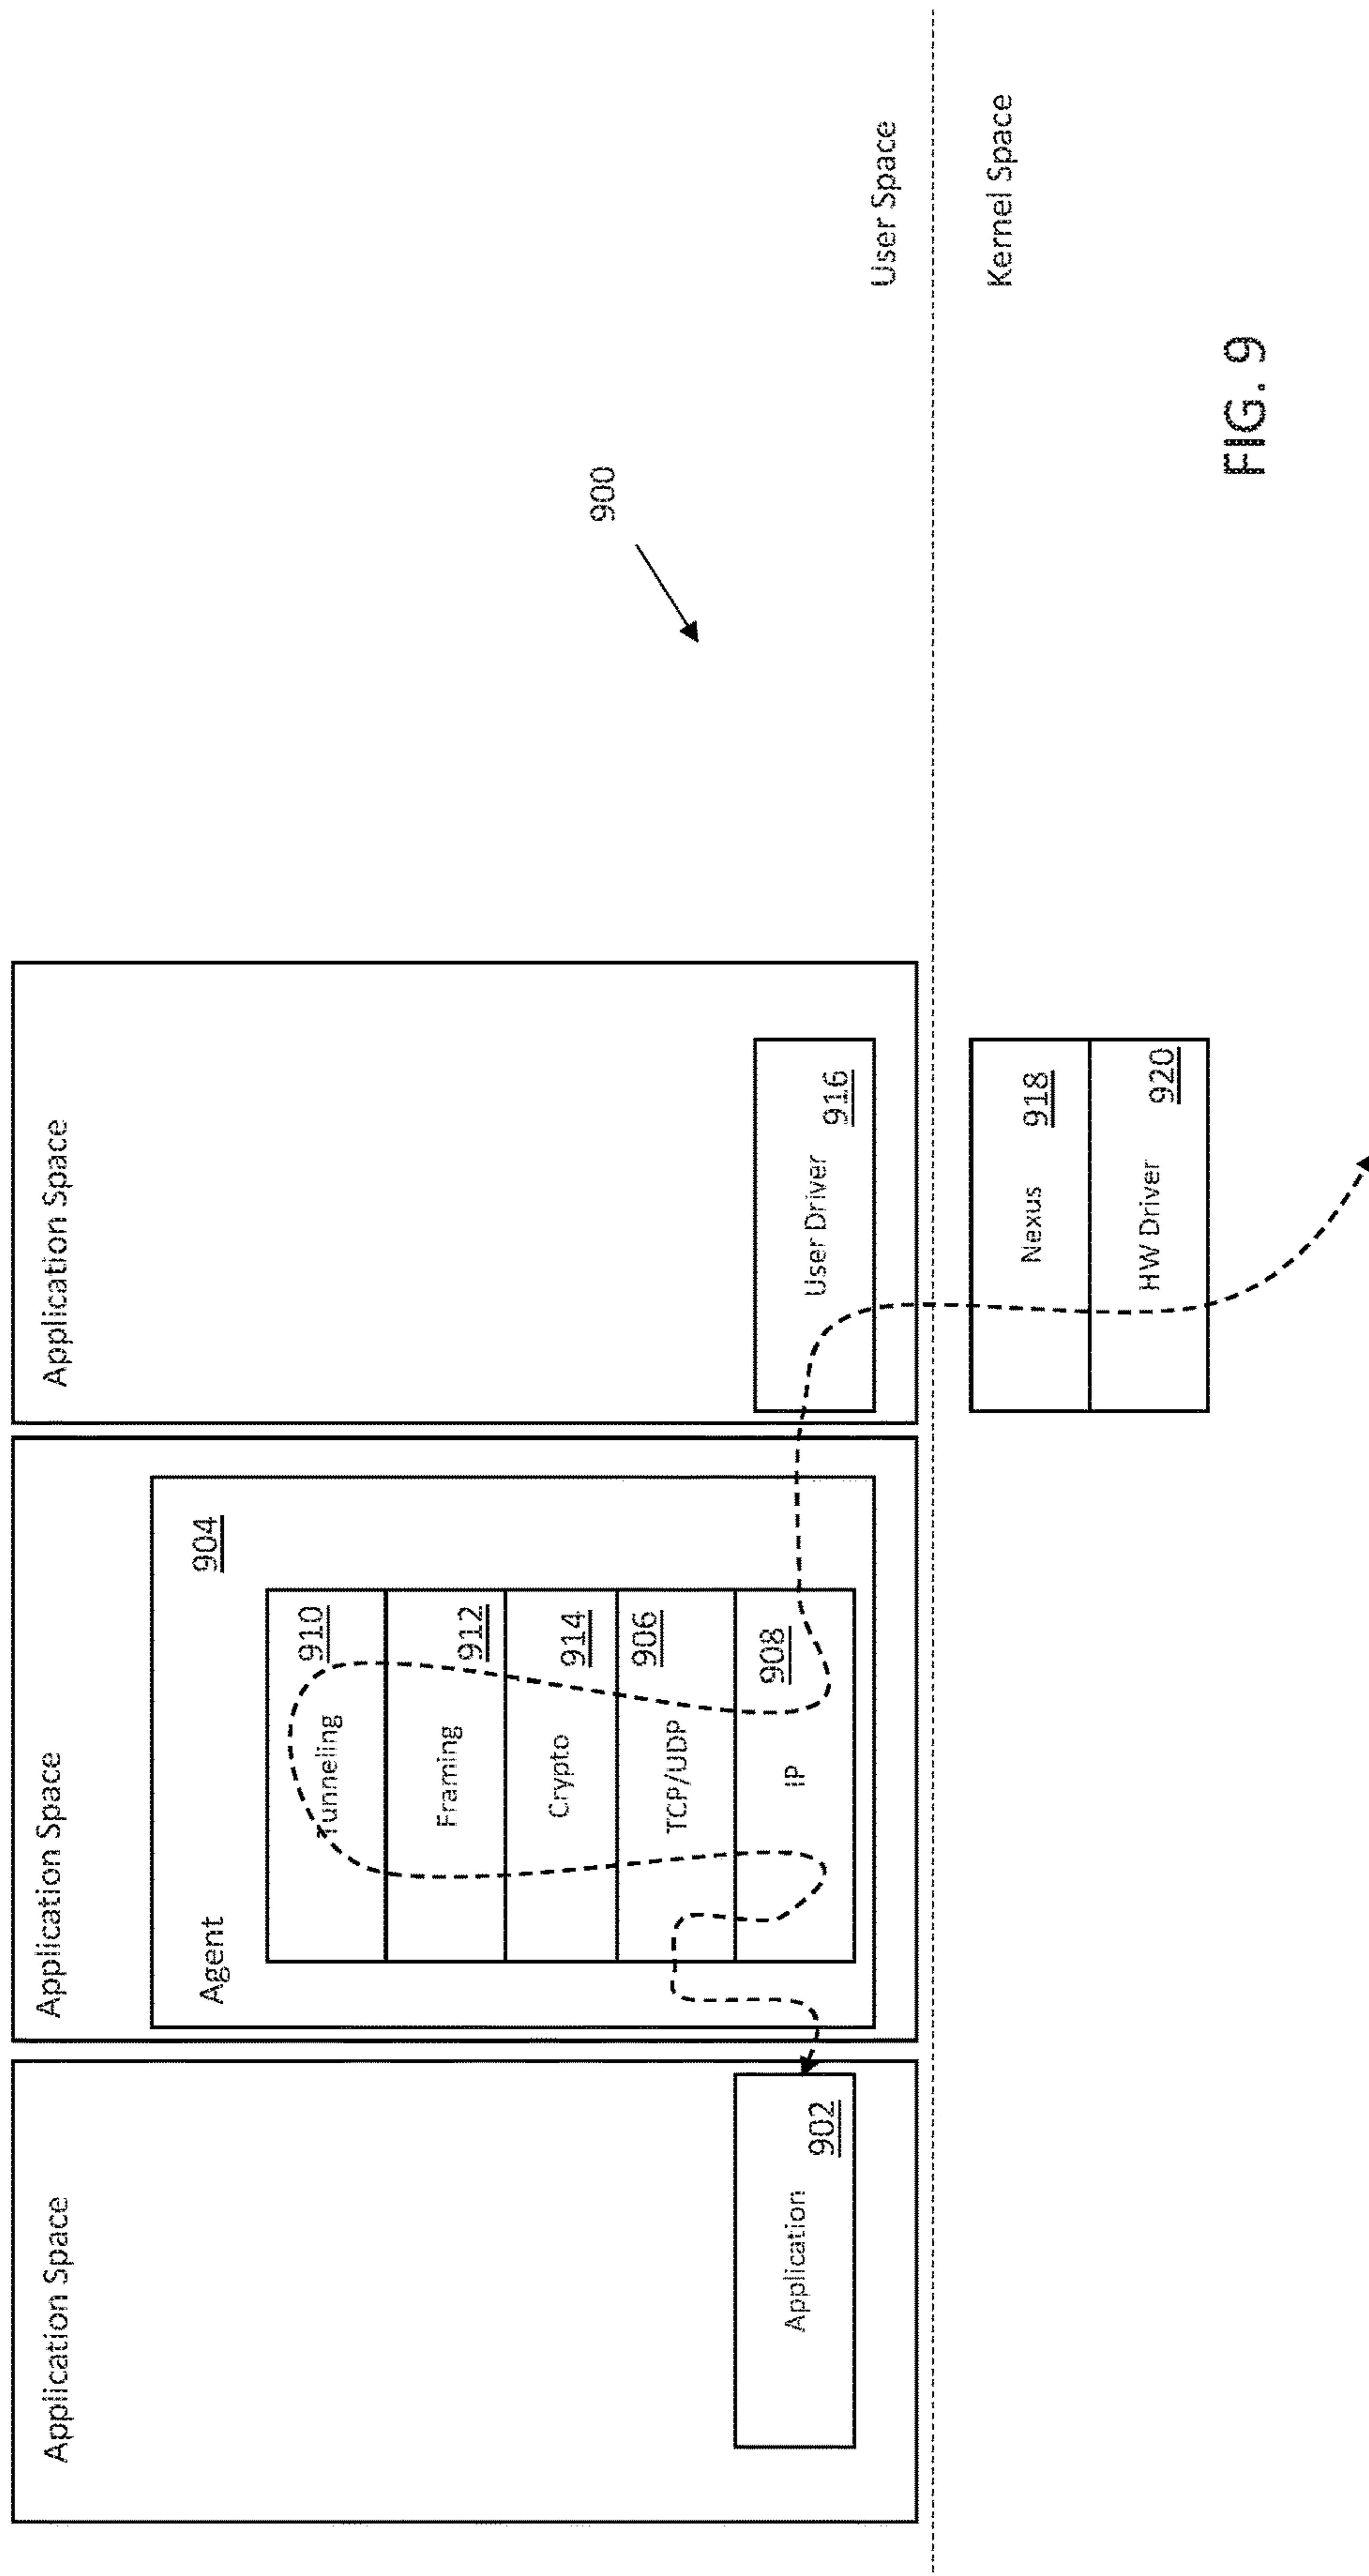 Application Space
Application
902
Application Space
Agent
904
Tunneling
910
Framing
912
Crypto
914
TCP/UDP
906
IP
908
Application Space
User Driver
916
Nexus
918
HW Driver
920
900
User Space
Kernel Space
FIG. 9